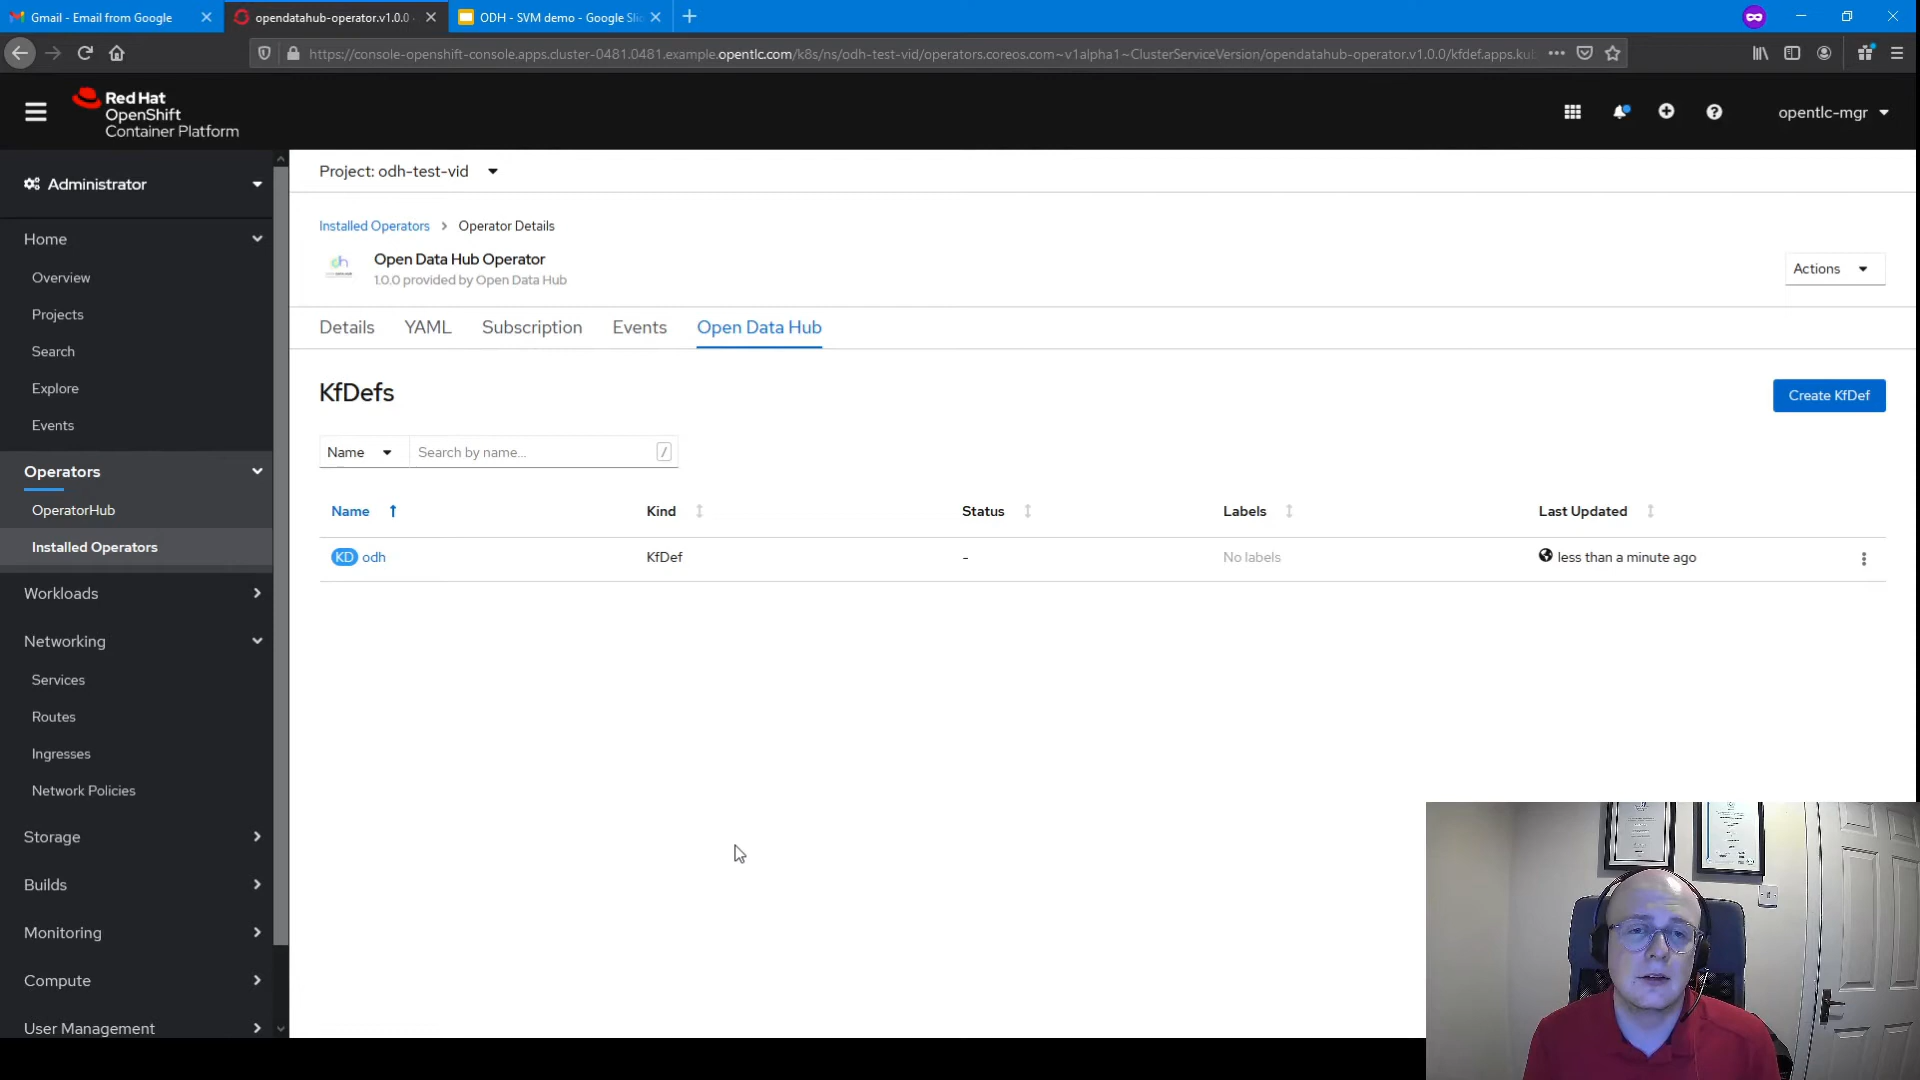 Gmail - Email from Google
opendatahub-operator.v1.0.0
ODH - SVM demo - Google Slid
https://console-openshift-console.apps.cluster-0481.0481.example.opentlc.com/k8s/ns/odh-test-vid/operators.coreos.com~v1alpha1~ClusterServiceVersion/opendatahub-operator.v1.0.0/kfdef.apps.ku
Red Hat
OpenShift
Container Platform
opentlc-mgr
Administrator
Home
Overview
Projects
Search
Explore
Events
Operators
OperatorHub
Installed Operators
Workloads
Networking
Services
Routes
Ingresses
Network Policies
Storage
Builds
Monitoring
Compute
User Management
Project: odh-test-vid
Installed Operators > Operator Details
Open Data Hub Operator
1.0.0 provided by Open Data Hub
Actions
Details YAML Subscription Events Open Data Hub
KfDefs
Create KfDef
Name Search by name... /
Name Kind Status Labels Last Updated
KD odh KfDef - No labels less than a minute ago